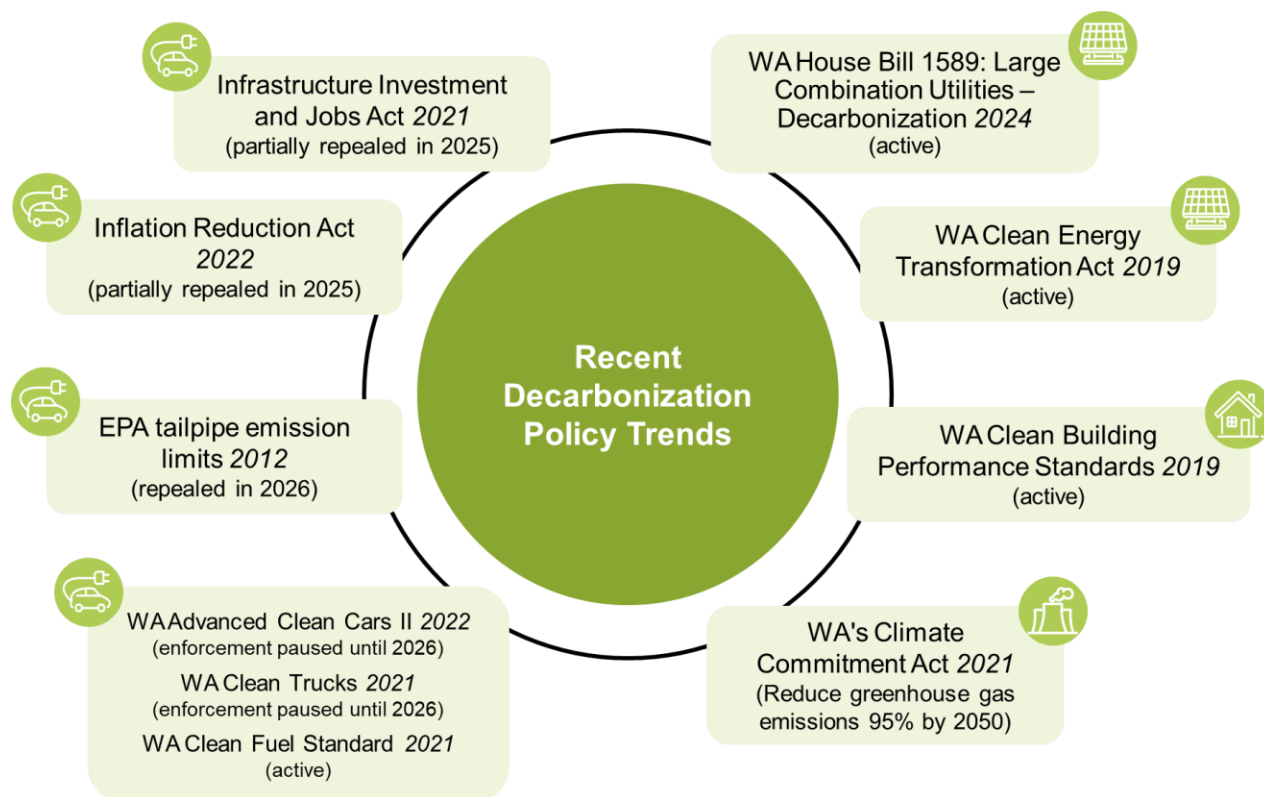 Recent
Decarbonization
Policy Trends
Infrastructure Investment
and Jobs Act 2021
(partially repealed in 2025)
Inflation Reduction Act
2022
(partially repealed in 2025)
EPA tailpipe emission
limits 2012
(repealed in 2026)
WA Advanced Clean Cars II 2022
(enforcement paused until 2026)
WA Clean Trucks 2021
(enforcement paused until 2026)
WA Clean Fuel Standard 2021
(active)
WA House Bill 1589: Large
Combination Utilities –
Decarbonization 2024
(active)
WA Clean Energy
Transformation Act 2019
(active)
WA Clean Building
Performance Standards 2019
(active)
WA's Climate
Commitment Act 2021
(Reduce greenhouse gas
emissions 95% by 2050)